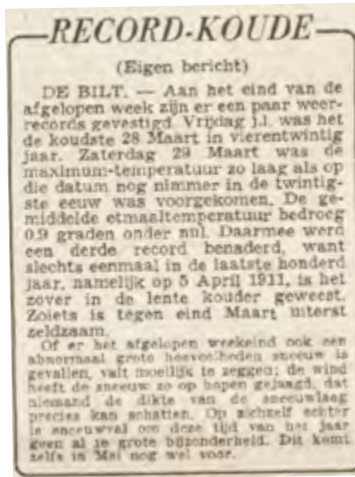 RECORD-KOUDE
(Eigen bericht)
DE BILT. — Aan het eind van de
afgelopen week zijn er een paar weer-
records gevestigd. Vrijdag j.l. was het
de koudste 28 Maart in vierentwintig
jaar. Zaterdag 29 Maart was de
maximum-temperatuur zo laag als op
die datum nog nimmer in de twintig-
ste eeuw was voorgekomen. De ge-
middelde etmaaltemperatuur bedroeg
0.9 graden onder nul. Daarmee werd
een derde record benaderd, want
slechts eenmaal in de laatste honderd
jaar, namelijk op 5 April 1911, is het
zover in de lente kouder geweest.
Zoiets is tegen eind Maart uiterst
zeldzaam.
Of er het afgelopen weekeind ook een
abnormaal grote hoeveelheden sneeuw is
gevallen, valt moeilijk te zeggen; de wind
heeft de sneeuw zo op hopen gejaagd, dat
niemand de dikte van de sneeuwlaag
precies kan schatten. Op zichzelf echter
is sneeuwval om deze tijd van het jaar
geen al te grote bijzonderheid. Dit komt
zelfs in Mei nog wel voor.